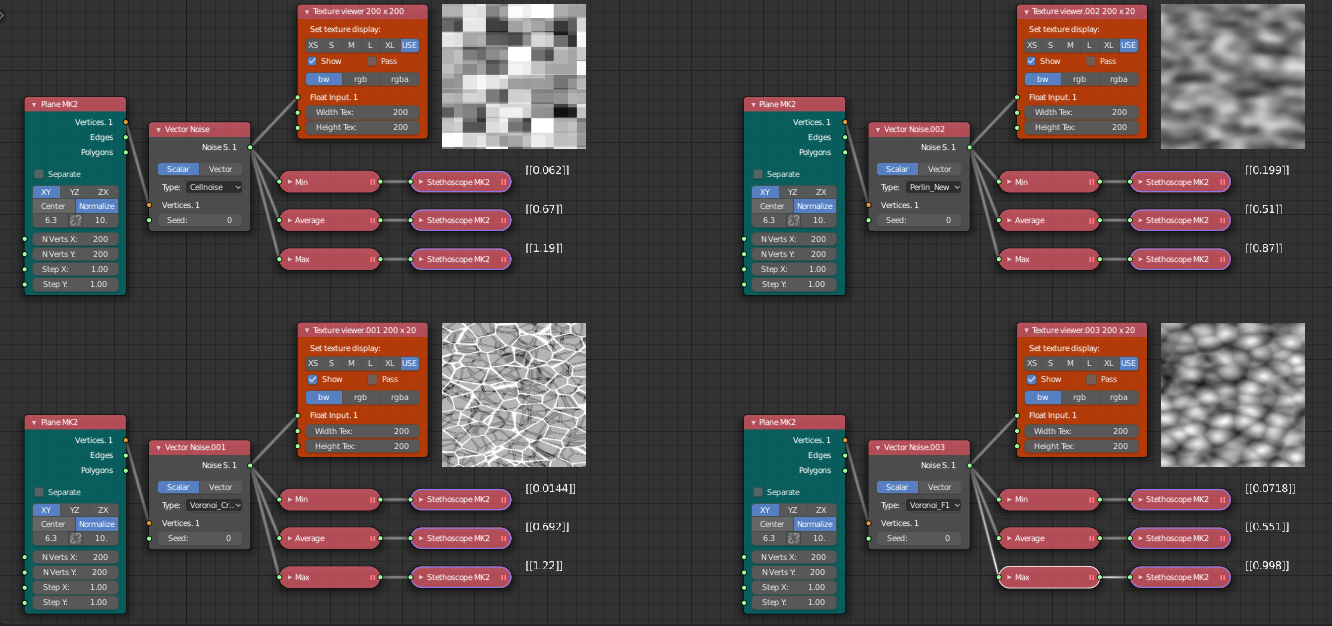 Texture viewer 200 x 200
Set texture display:
XS S M L XL USE
Show Pass
bw rgb rgba
Float Input. 1
Width Tex: 200
Height Tex: 200
Plane MK2
Vertices. 1
Edges
Polygons
Separate
XY YZ ZX
Center Normalize
6.3 10.
N Verts X: 200
N Verts Y: 200
Step X: 1.00
Step Y: 1.00
Vector Noise
Noise S. 1
Scalar Vector
Type: Cellnoise
Vertices. 1
Seed: 0
Min Stethoscope MK2 [[0.062]]
Average Stethoscope MK2 [[0.67]]
Max Stethoscope MK2 [[1.19]]
Texture viewer.002 200 x 20
Set texture display:
XS S M L XL USE
Show Pass
bw rgb rgba
Float Input. 1
Width Tex: 200
Height Tex: 200
Plane MK2
Vertices. 1
Edges
Polygons
Separate
XY YZ ZX
Center Normalize
6.3 10.
N Verts X: 200
N Verts Y: 200
Step X: 1.00
Step Y: 1.00
Vector Noise.002
Noise S. 1
Scalar Vector
Type: Perlin_New
Vertices. 1
Seed: 0
Min Stethoscope MK2 [[0.199]]
Average Stethoscope MK2 [[0.51]]
Max Stethoscope MK2 [[0.87]]
Texture viewer.001 200 x 20
Set texture display:
XS S M L XL USE
Show Pass
bw rgb rgba
Float Input. 1
Width Tex: 200
Height Tex: 200
Plane MK2
Vertices. 1
Edges
Polygons
Separate
XY YZ ZX
Center Normalize
6.3 10.
N Verts X: 200
N Verts Y: 200
Step X: 1.00
Step Y: 1.00
Vector Noise.001
Noise S. 1
Scalar Vector
Type: Voronoi_Cr..
Vertices. 1
Seed: 0
Min Stethoscope MK2 [[0.0144]]
Average Stethoscope MK2 [[0.692]]
Max Stethoscope MK2 [[1.22]]
Texture viewer.003 200 x 20
Set texture display:
XS S M L XL USE
Show Pass
bw rgb rgba
Float Input. 1
Width Tex: 200
Height Tex: 200
Plane MK2
Vertices. 1
Edges
Polygons
Separate
XY YZ ZX
Center Normalize
6.3 10.
N Verts X: 200
N Verts Y: 200
Step X: 1.00
Step Y: 1.00
Vector Noise.003
Noise S. 1
Scalar Vector
Type: Voronoi_F1
Vertices. 1
Seed: 0
Min Stethoscope MK2 [[0.0718]]
Average Stethoscope MK2 [[0.551]]
Max Stethoscope MK2 [[0.998]]